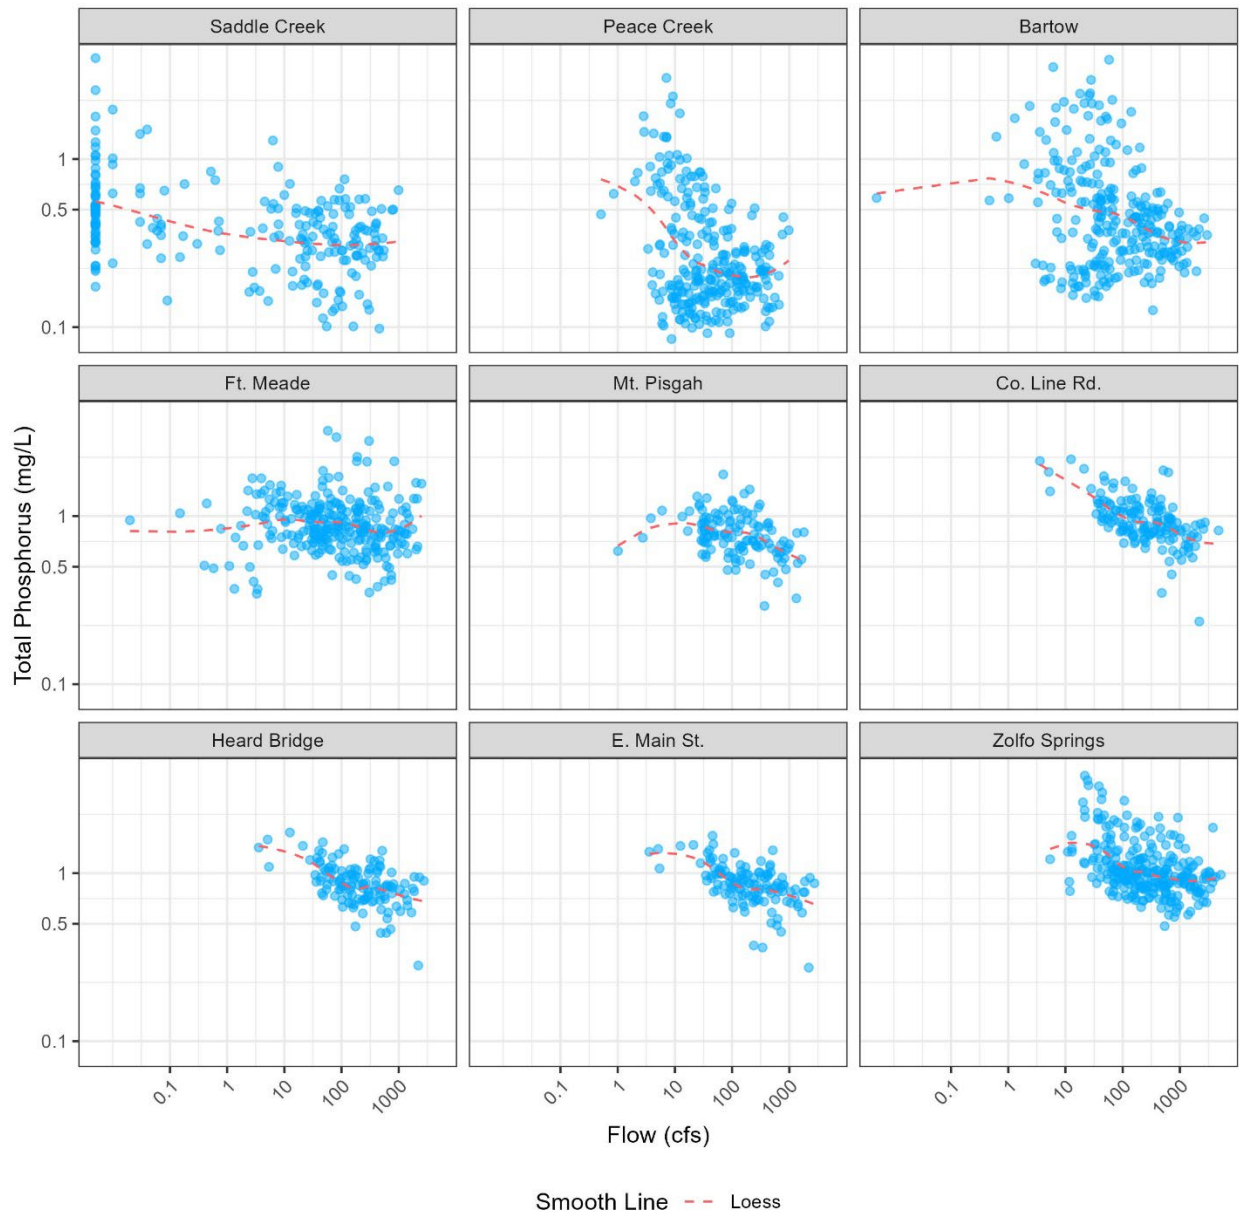 Saddle Creek
Peace Creek
Bartow
1
0.5
0.1
Ft. Meade
Mt. Pisgah
Co. Line Rd.
Total Phosphorus (mg/L)
1
0.5
0.1
Heard Bridge
E. Main St.
Zolfo Springs
1
0.5
0.1
0.1 1 10 100 1000
0.1 1 10 100 1000
0.1 1 10 100 1000
Flow (cfs)
Smooth Line Loess